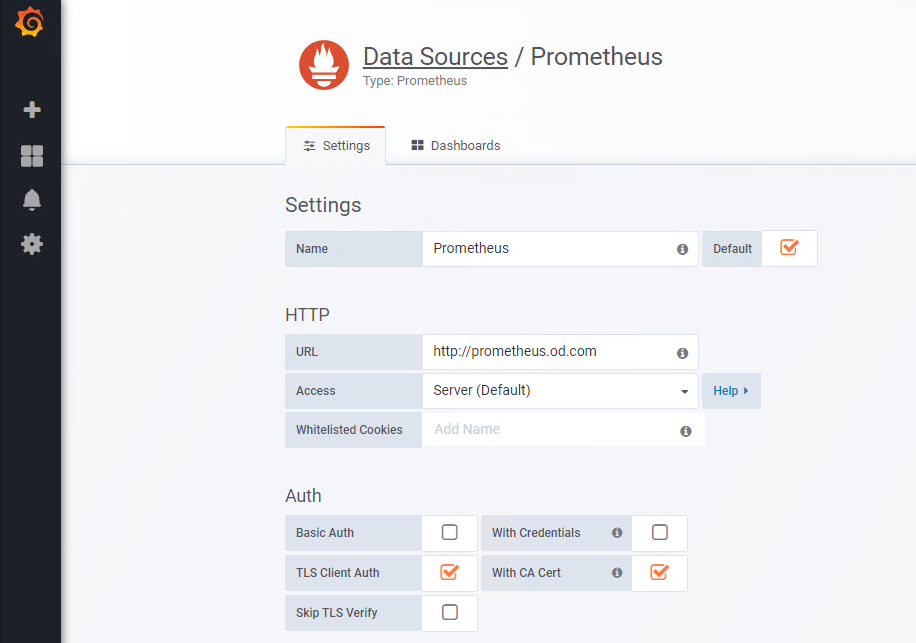 Data Sources / Prometheus
Type: Prometheus
Settings
Dashboards
Settings
Name
Prometheus
Default
HTTP
URL
http://prometheus.od.com
Access
Server (Default)
Help
Whitelisted Cookies
Add Name
Auth
Basic Auth
With Credentials
TLS Client Auth
With CA Cert
Skip TLS Verify